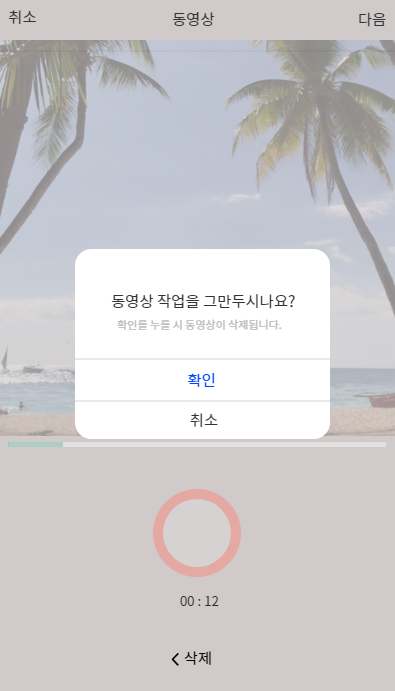 취소
동영상
다음
동영상 작업을 그만두시나요?
확인를 누를 시 동영상이 삭제됩니다.
확인
취소
00 : 12
삭제